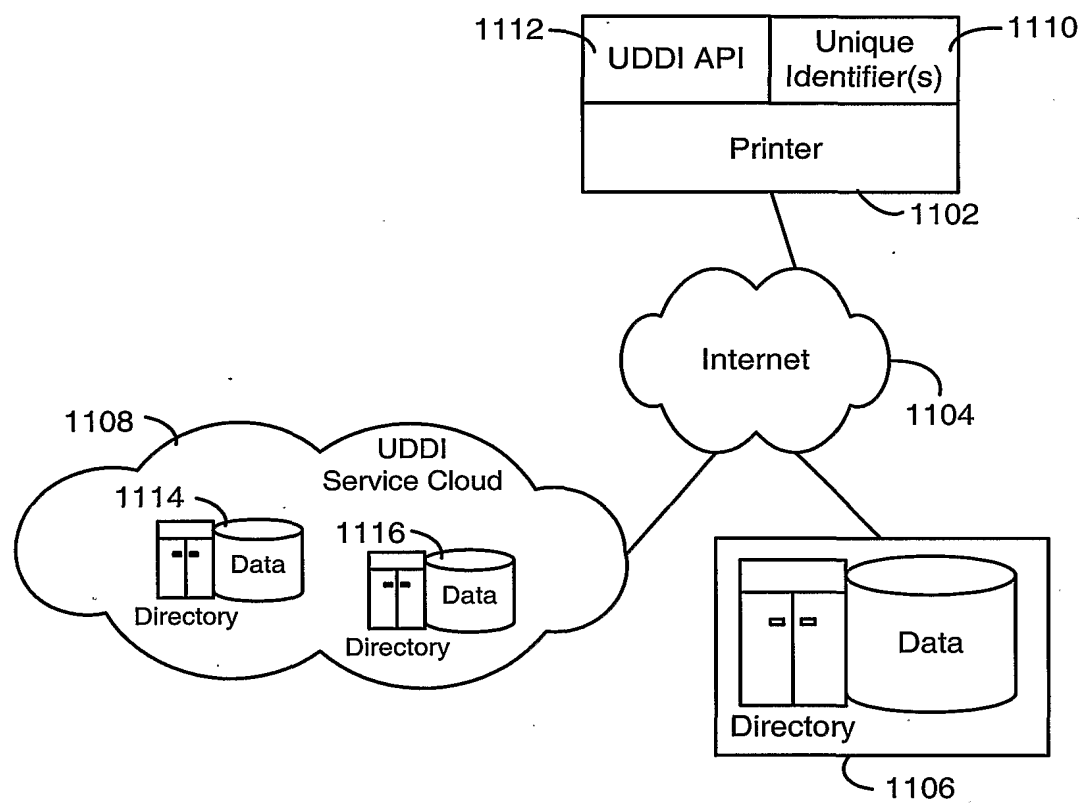 1112
UDDI API
Unique
Identifier(s)
1110
Printer
1102
Internet
1104
1108
UDDI
Service Cloud
1114
Data
Directory
1116
Data
Directory
Data
Directory
1106